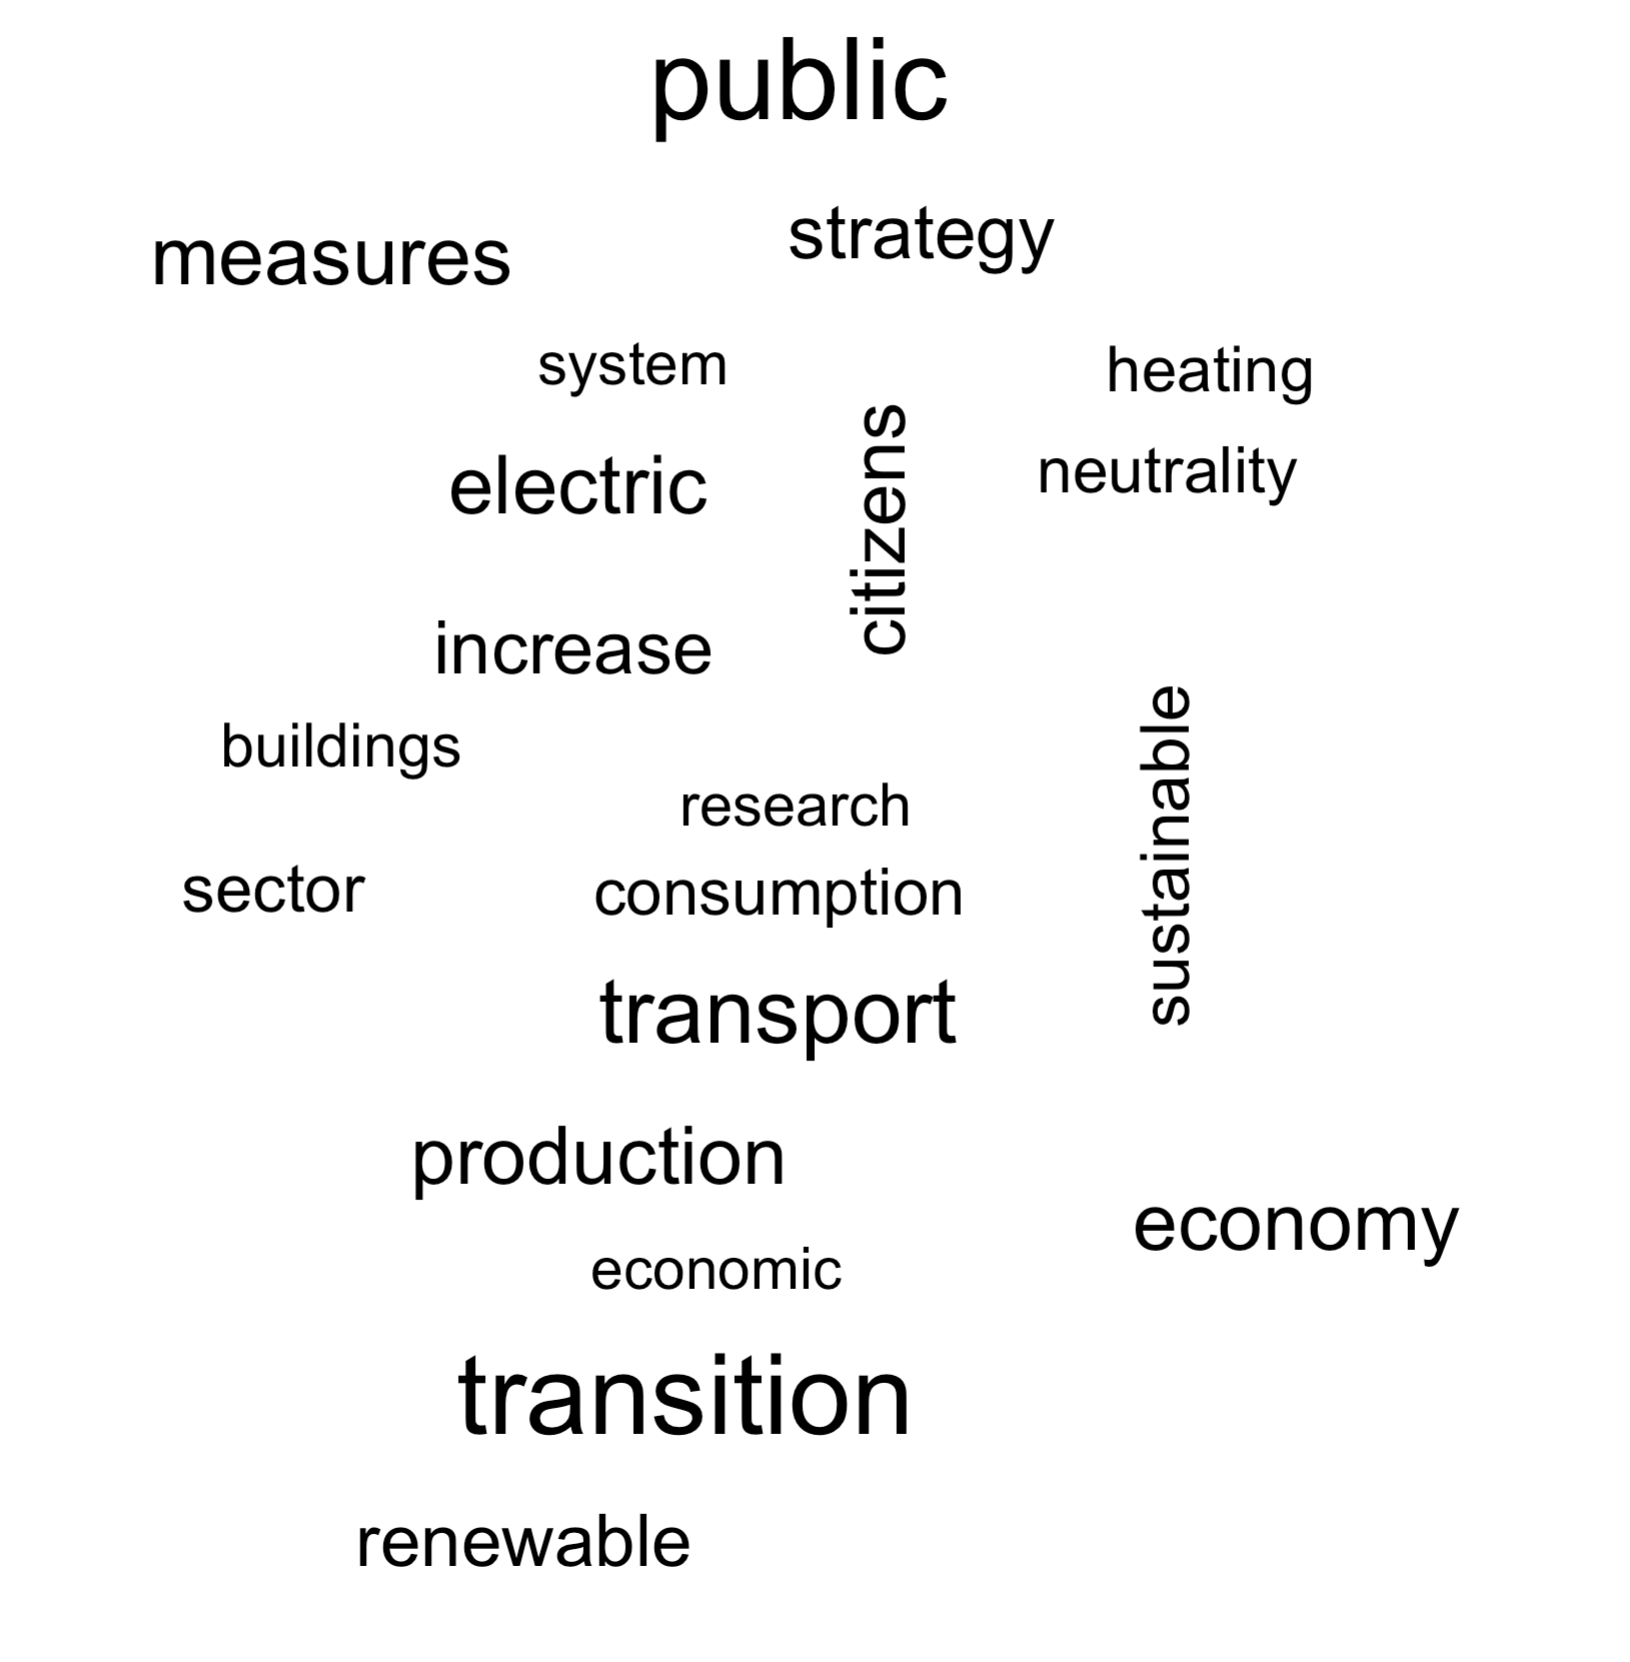 public
measures
strategy
system
heating
electric
citizens
neutrality
increase
buildings
sustainable
research
sector
consumption
transport
production
economy
economic
transition
renewable